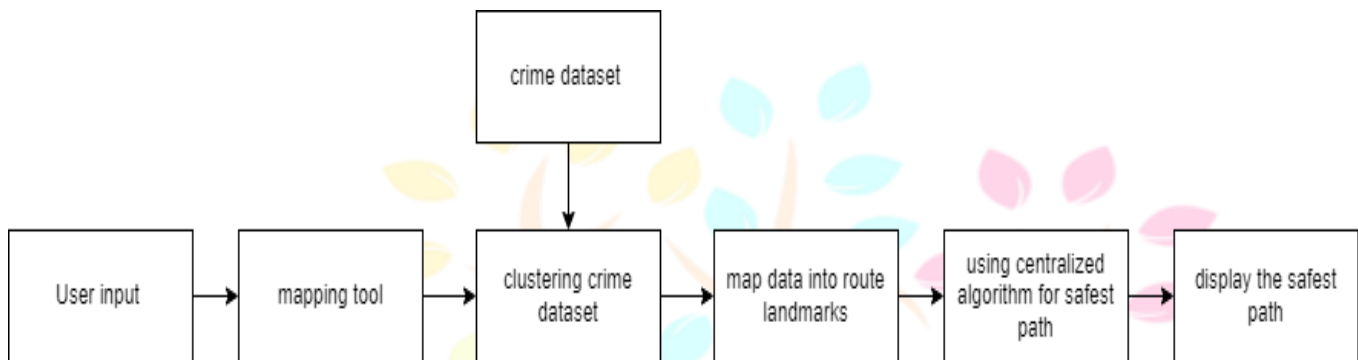 crime dataset
User input
mapping tool
clustering crime
dataset
map data into route
landmarks
using centralized
algorithm for safest
path
display the safest
path